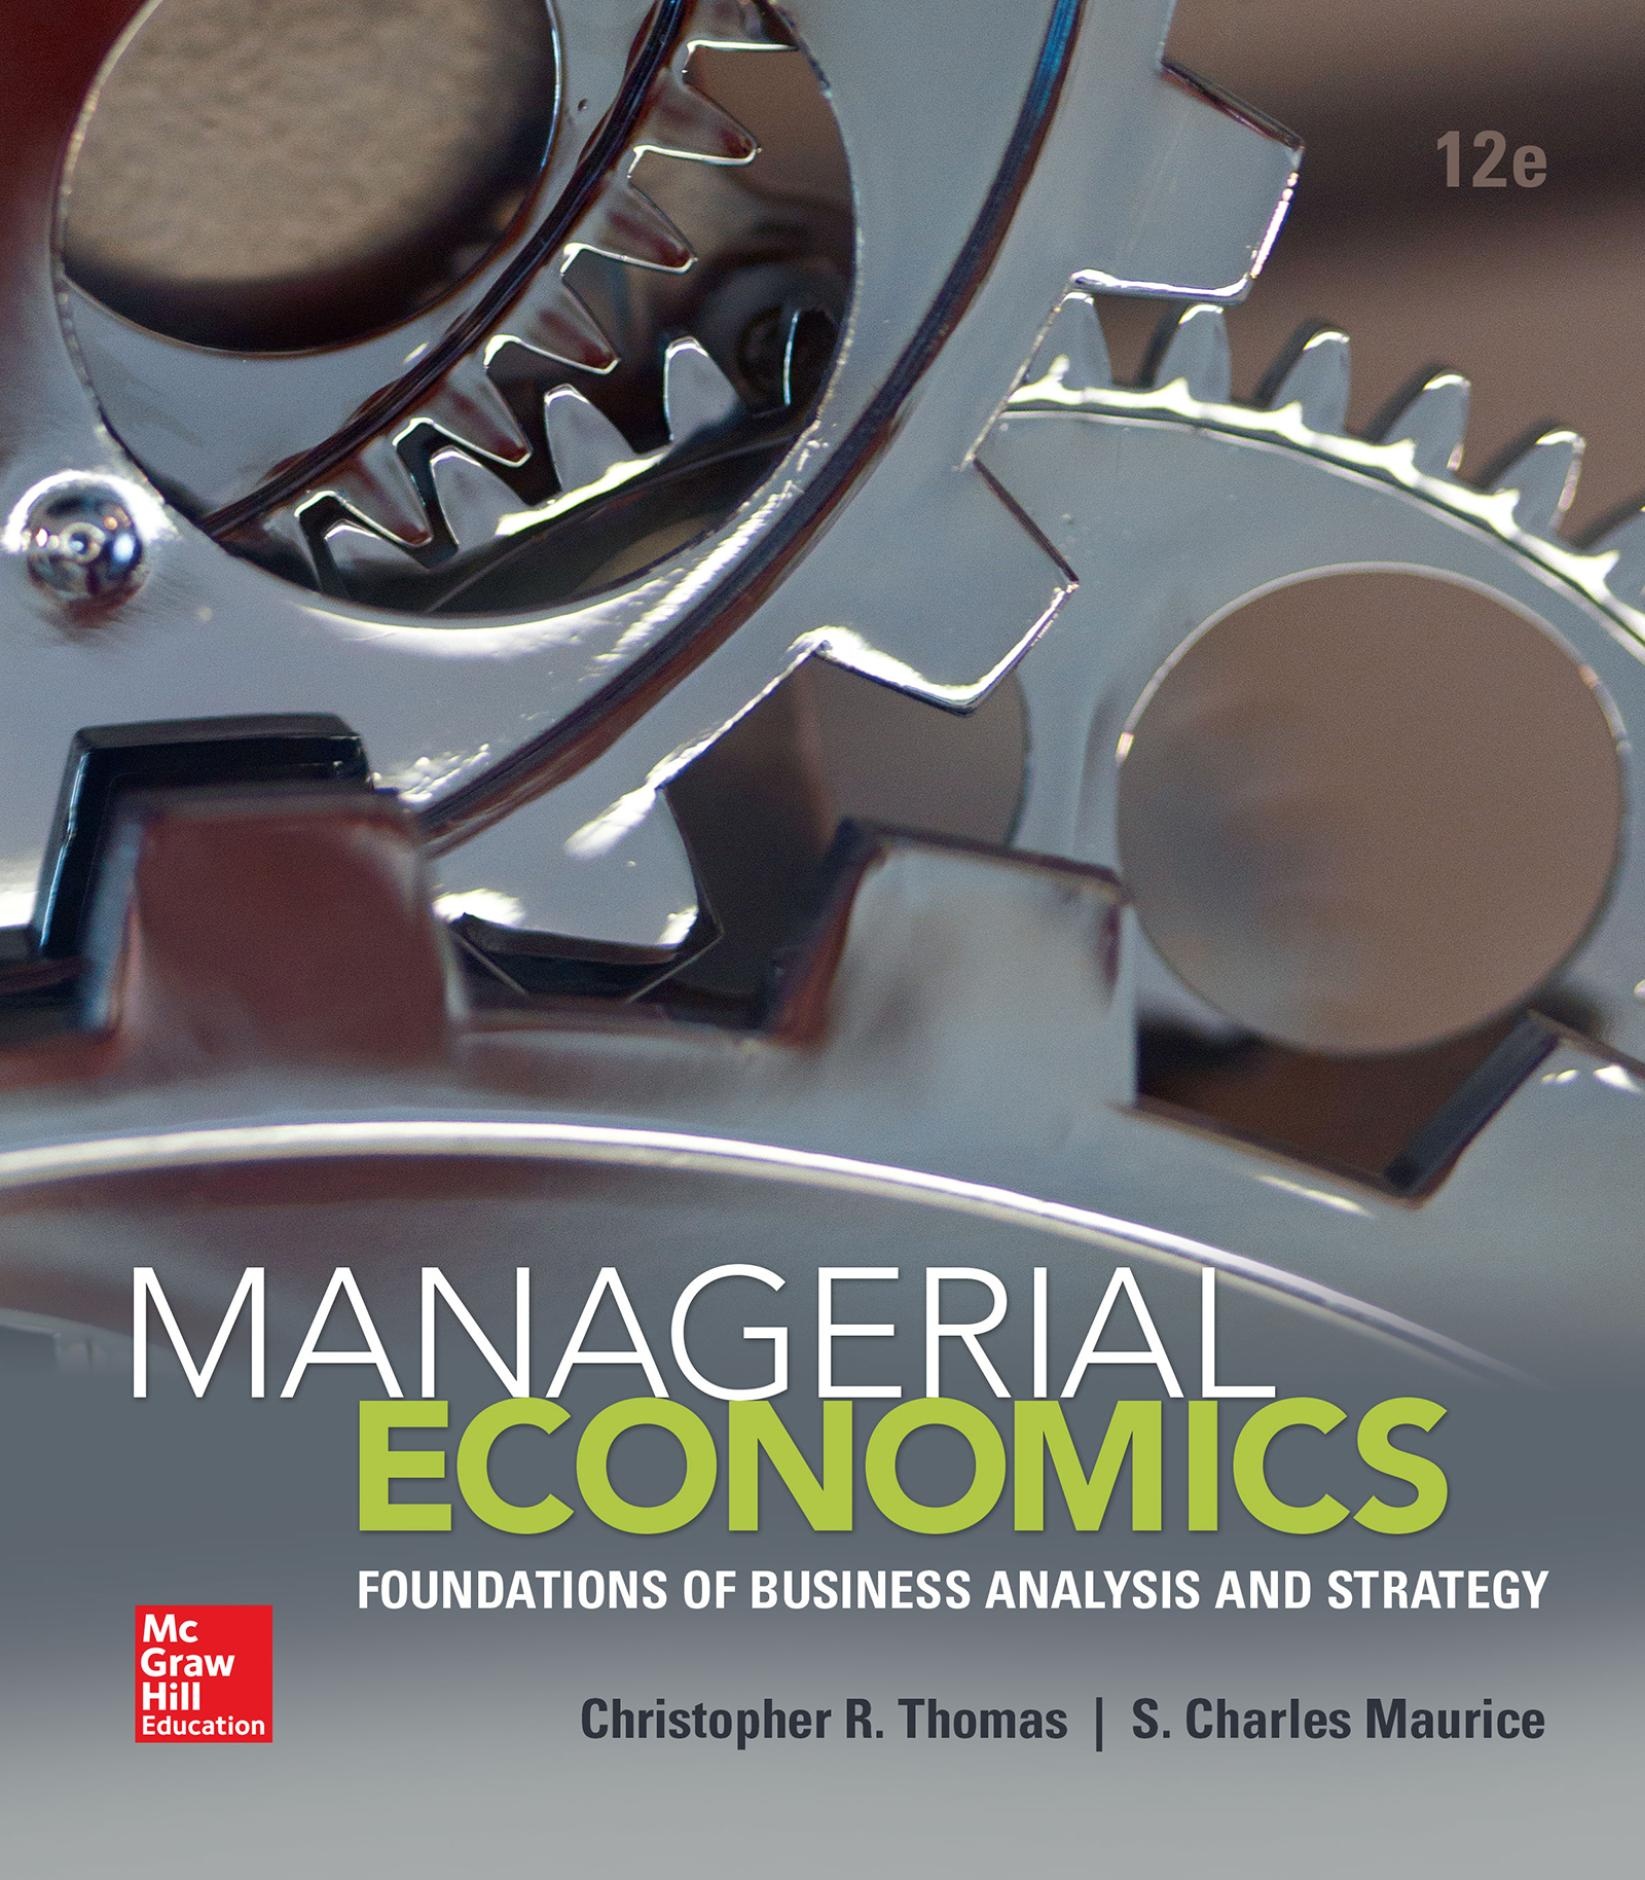 12e
MANAGERIAL
ECONOMICS
FOUNDATIONS OF BUSINESS ANALYSIS AND STRATEGY
Mc
Graw
Hill
Education
Christopher R. Thomas | S. Charles Maurice